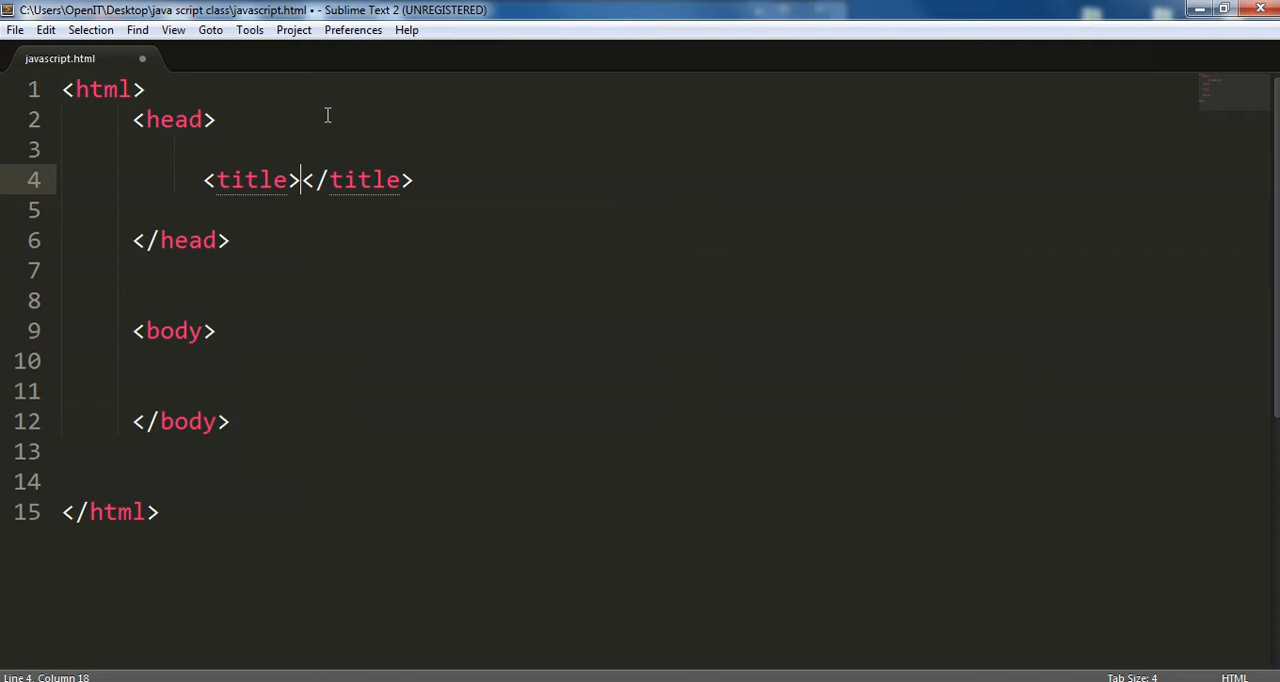 C:\Users\OpenIT\Desktop\java script class\javascript.html • - Sublime Text 2 (UNREGISTERED)
File Edit Selection Find View Goto Tools Project Preferences Help
javascript.html
1 <html>
2 <head>
3
4 <title></title>
5
6 </head>
7
8
9 <body>
10
11
12 </body>
13
14
15 </html>
Line 4, Column 18 Tab Size: 4 HTML